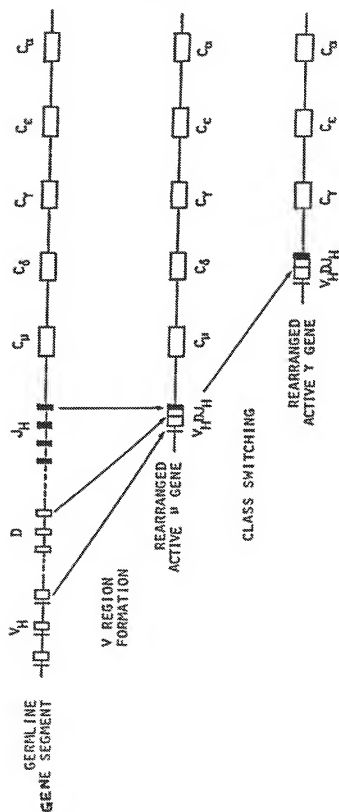 GERMLINE
GENE SEGMENT
V_H
D
J_H
C_μ
C_δ
C_γ
C_ε
C_α
V REGION
FORMATION
REARRANGED
ACTIVE μ GENE
V_HDJ_H
C_μ
C_δ
C_γ
C_ε
C_α
CLASS SWITCHING
REARRANGED
ACTIVE γ GENE
V_HDJ_H
C_γ
C_ε
C_α